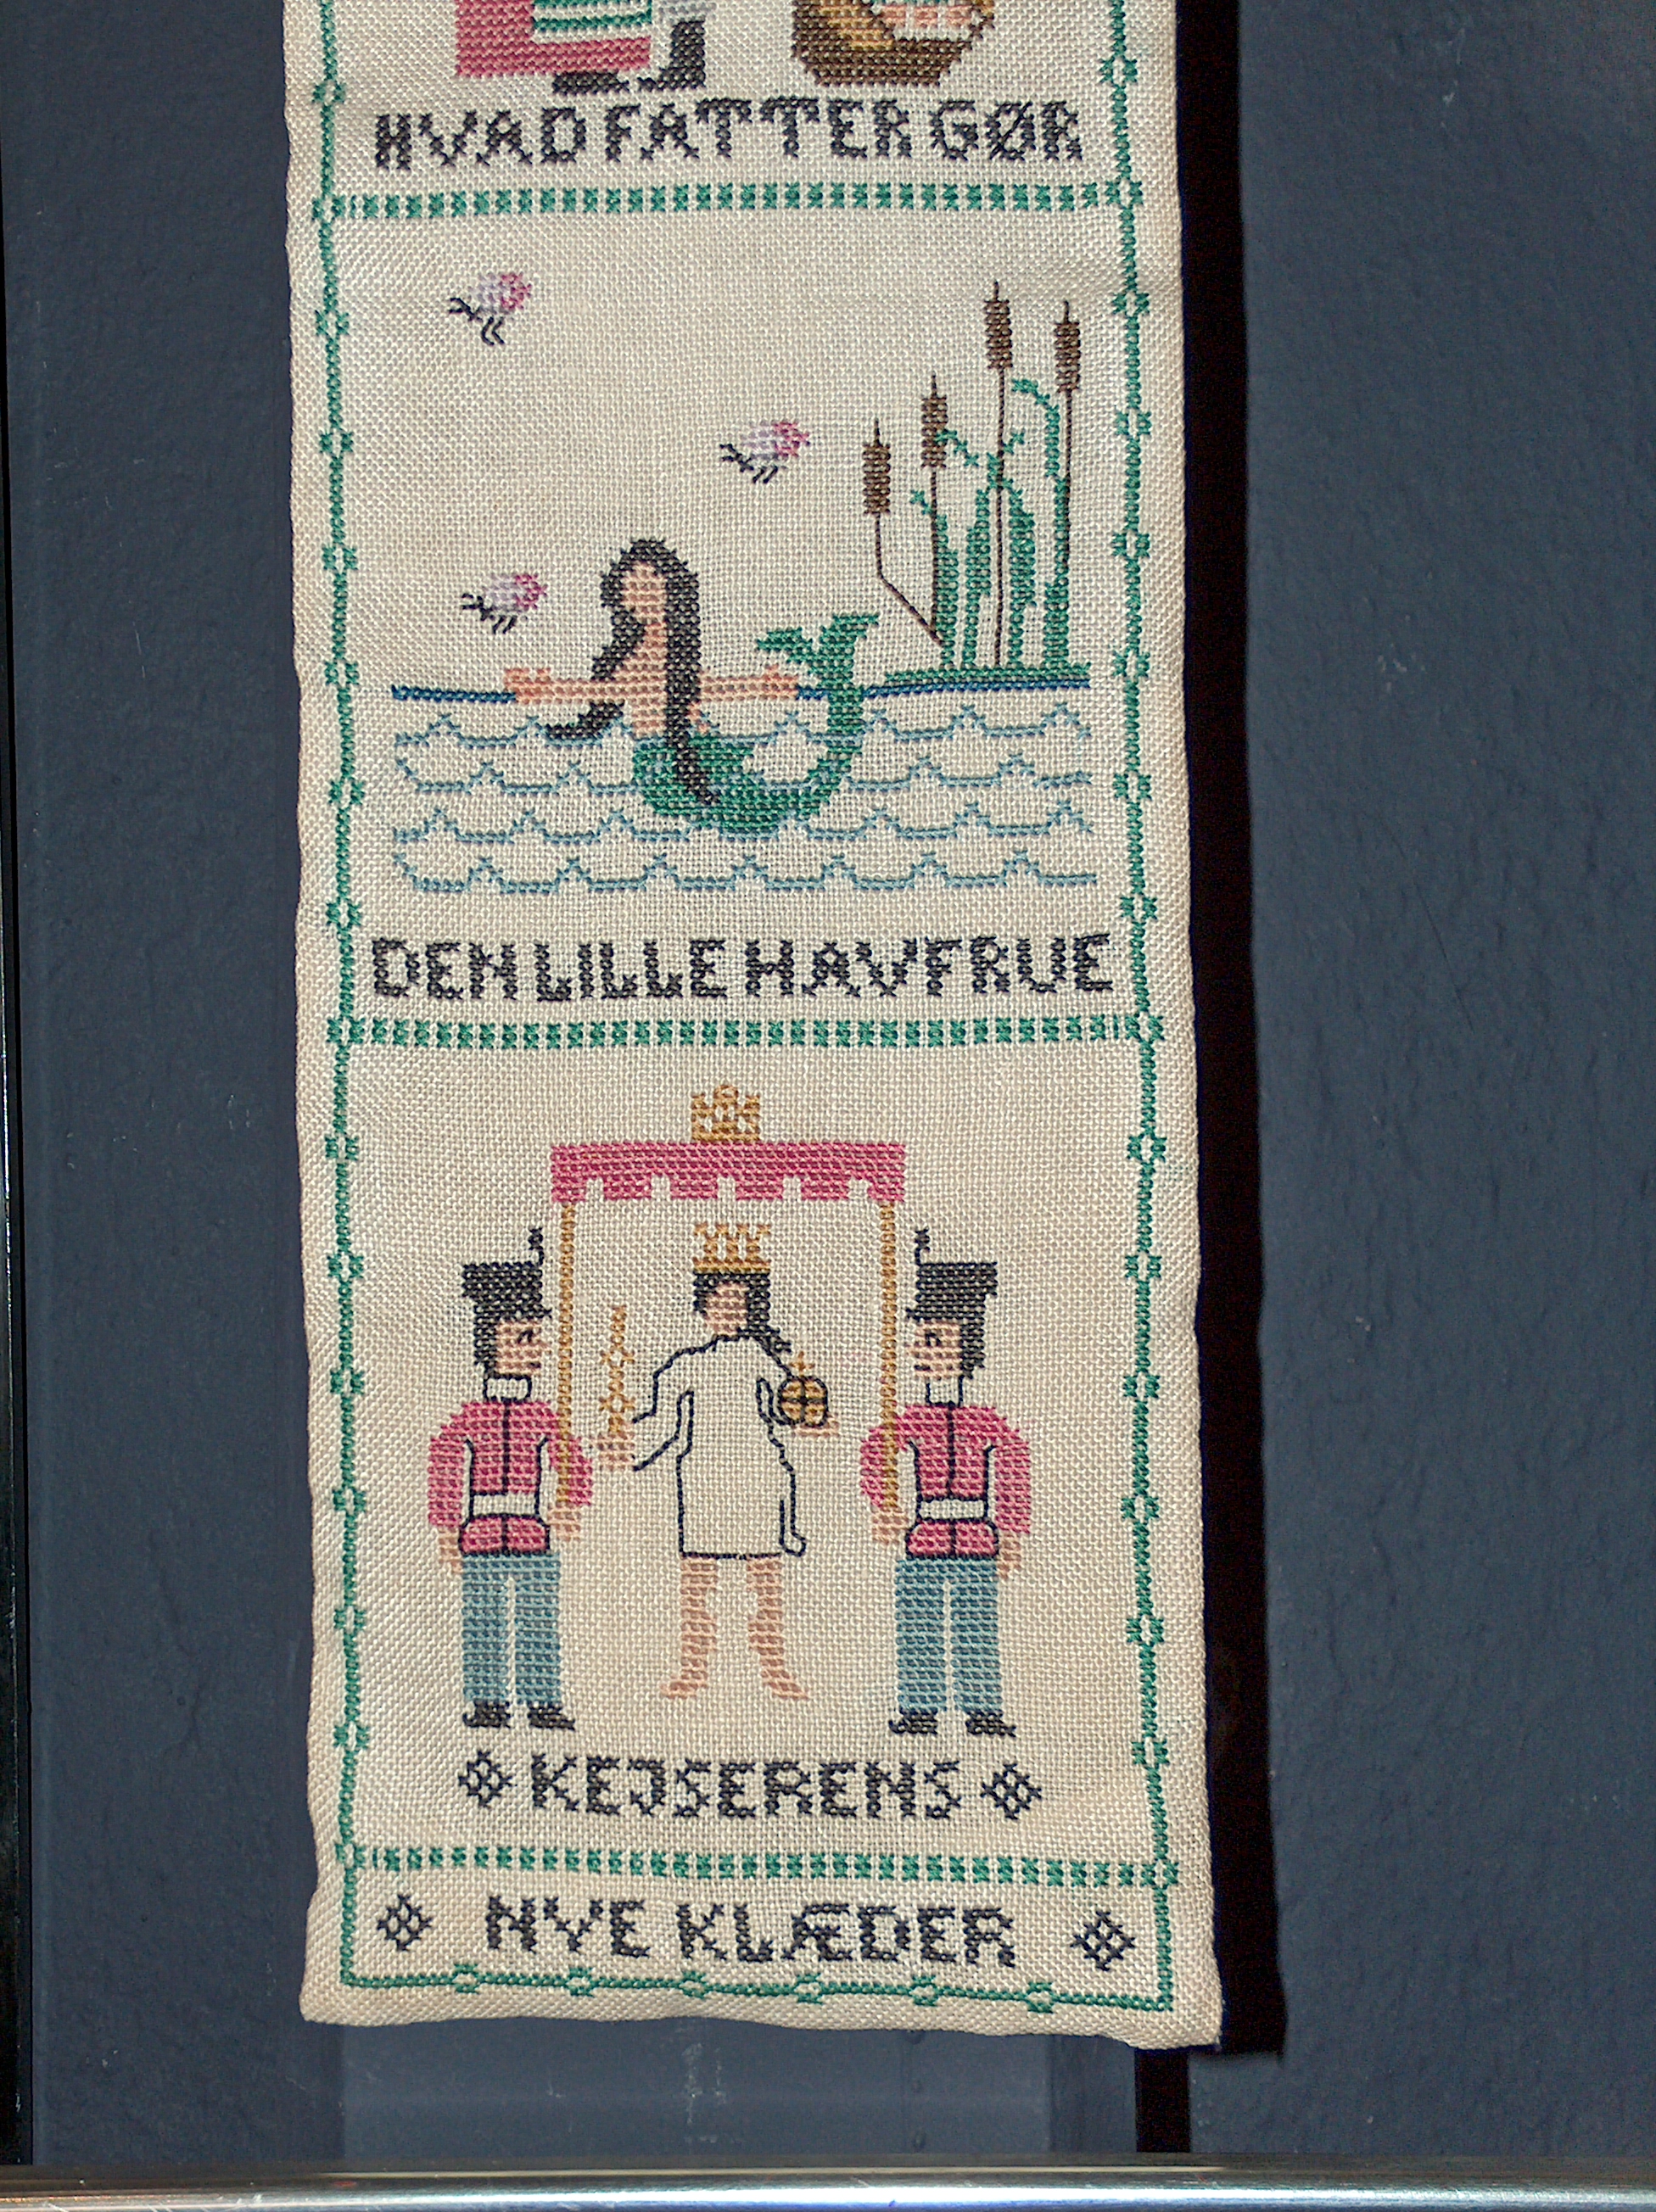 HVAD FATTER GØR
DEN LILLE HAVFRUE
KEJSERENS
NYE KLÆDER